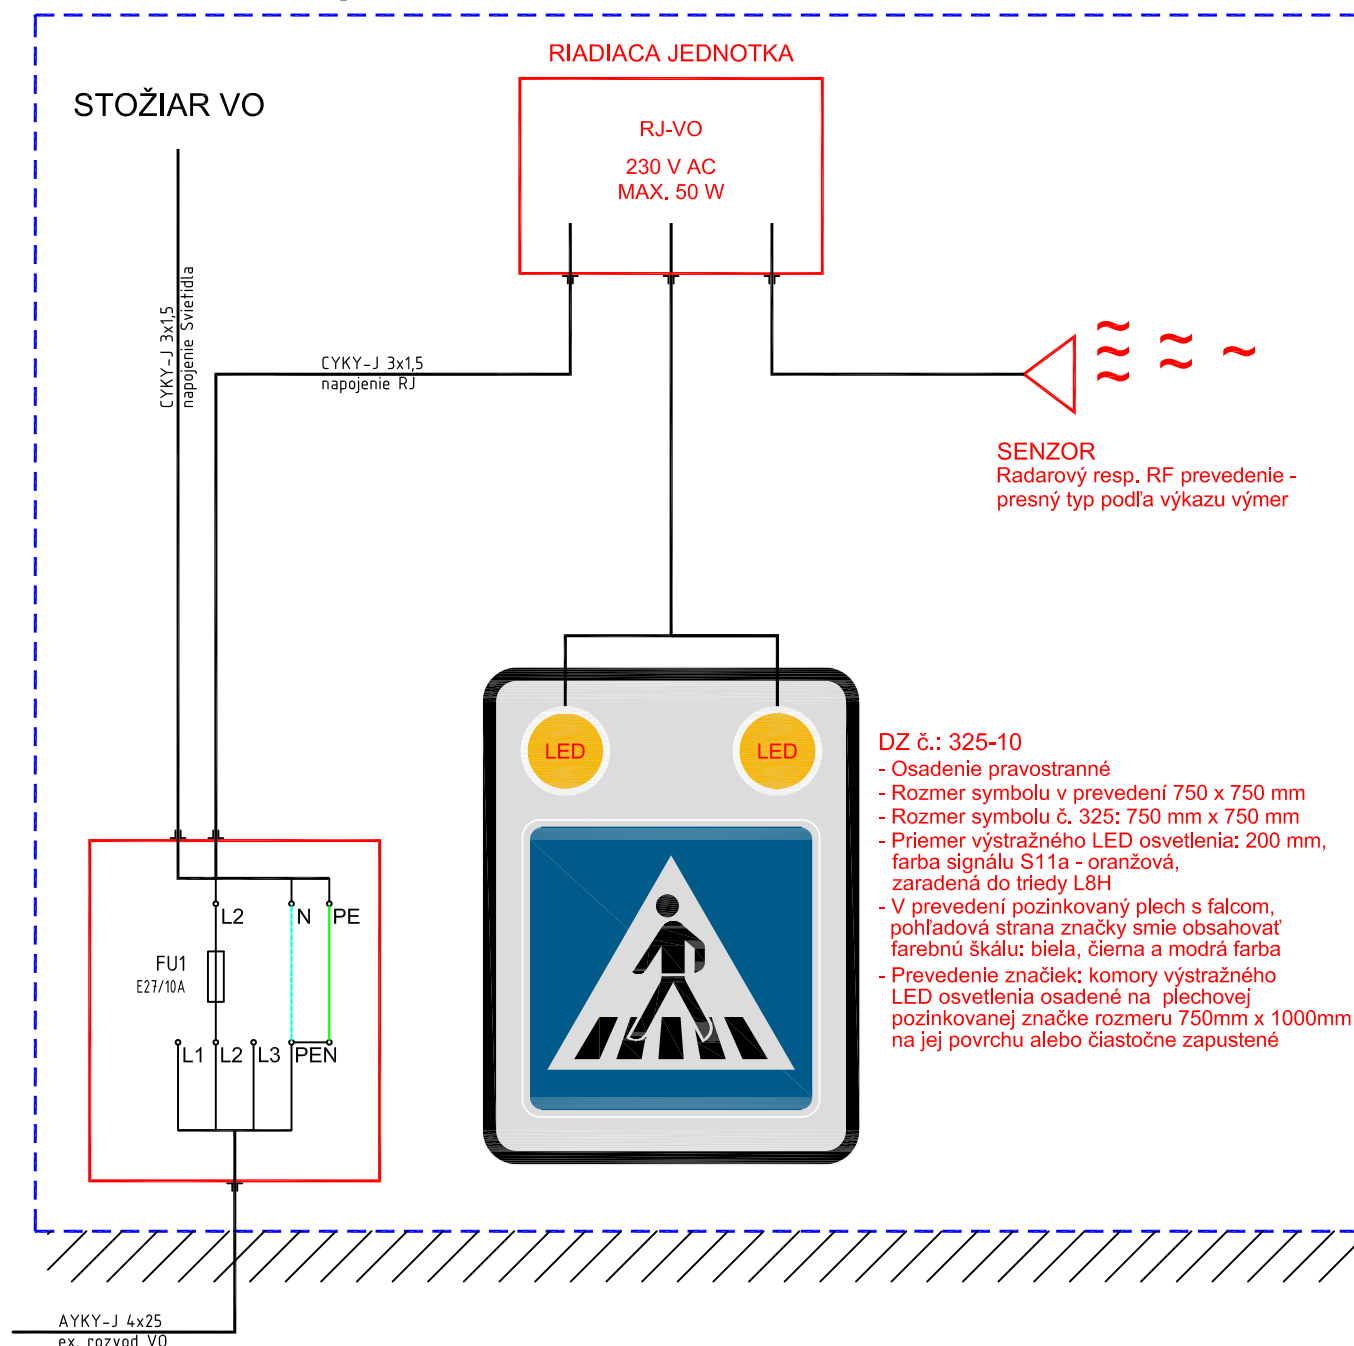 RIADIACA JEDNOTKA
STOŽIAR VO
RJ-VO
230 V AC
MAX. 50 W
CYKY-J 3x1,5
napojenie Svietidla
CYKY-J 3x1,5
napojenie RJ
SENZOR
Radarový resp. RF prevedenie -
presný typ podľa výkazu výmer
LED
LED
DZ č.: 325-10
- Osadenie pravostranné
- Rozmer symbolu v prevedení 750 x 750 mm
- Rozmer symbolu č. 325: 750 mm x 750 mm
- Priemer výstražného LED osvetlenia: 200 mm,
farba signálu S11a - oranžová,
zaradená do triedy L8H
- V prevedení pozinkovaný plech s falcom,
pohľadová strana značky smie obsahovať
farebnú škálu: biela, čierna a modrá farba
- Prevedenie značiek: komory výstražného
LED osvetlenia osadené na plechovej
pozinkovanej značke rozmeru 750mm x 1000mm
na jej povrchu alebo čiastočne zapustené
L2
N
PE
FU1
E27/10A
L1
L2
L3
PEN
AYKY-J 4x25
ex. rozvod VO